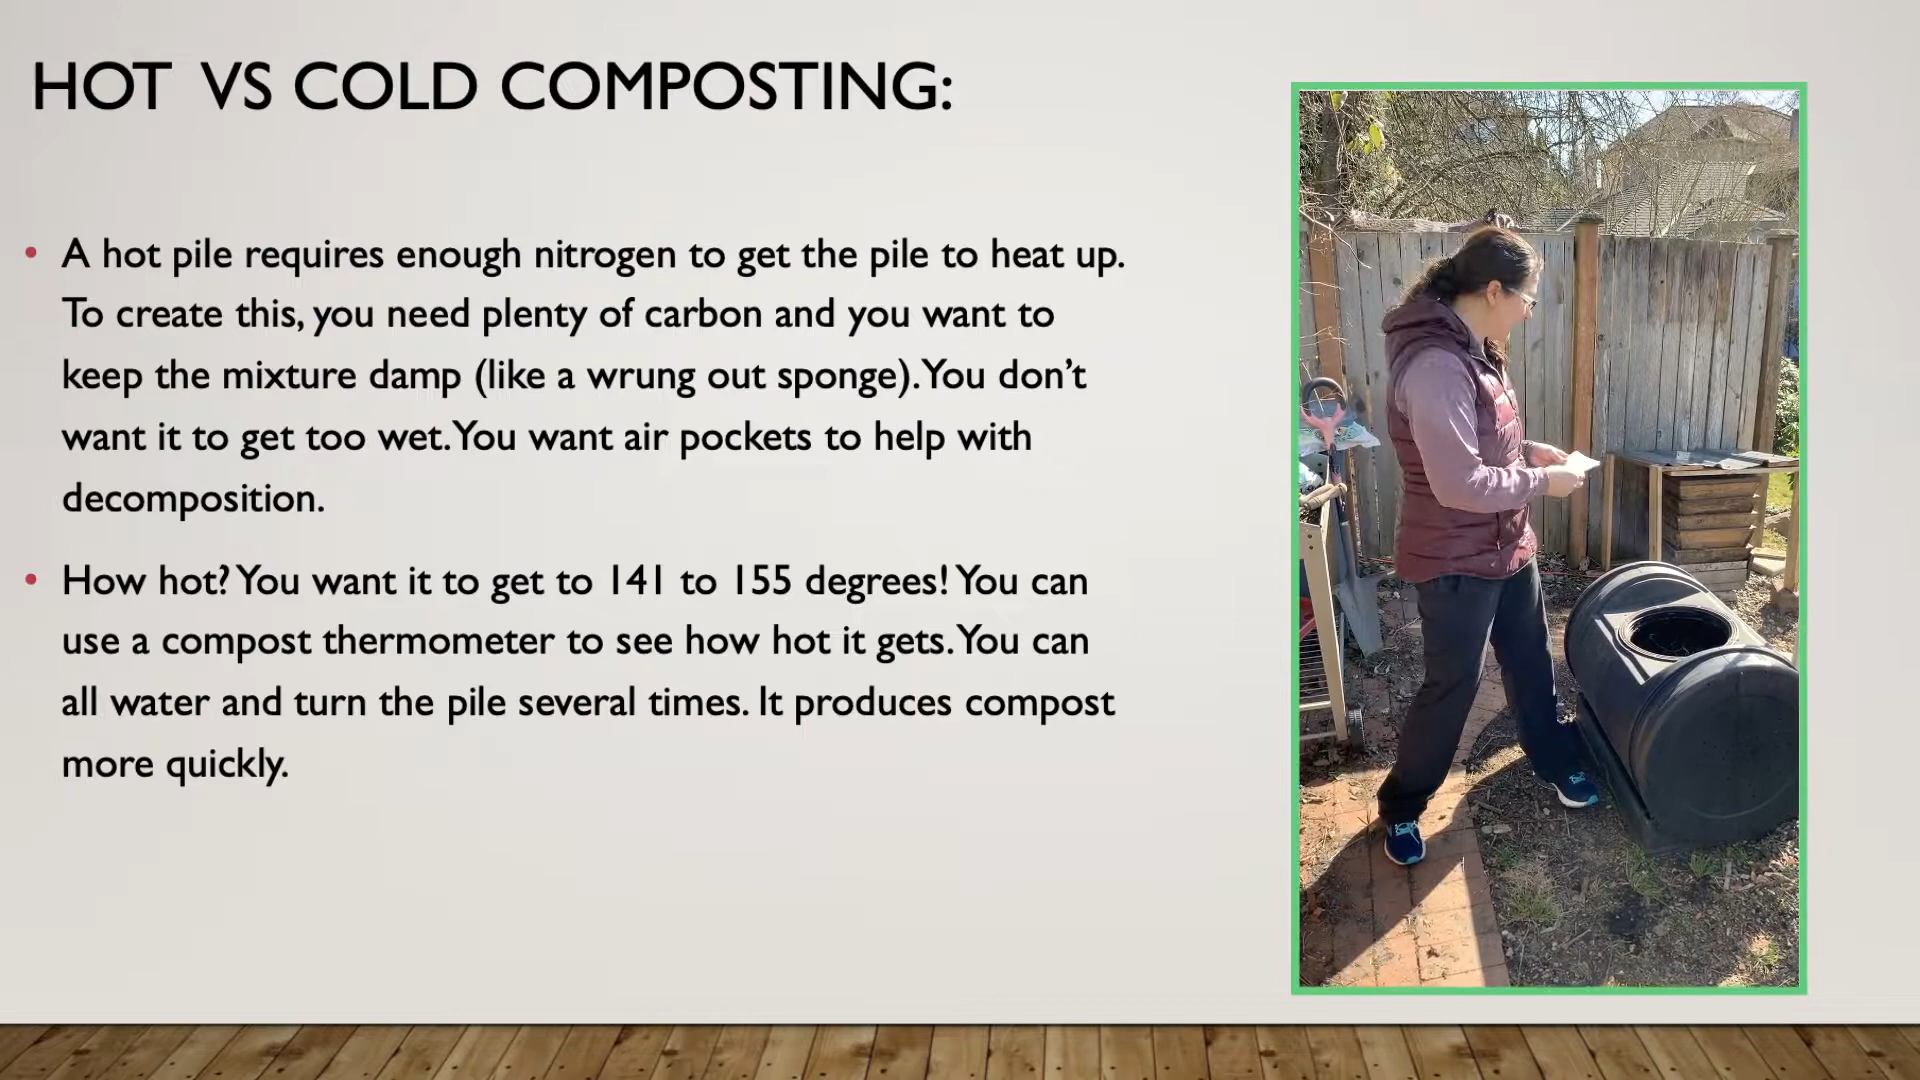 HOT VS COLD COMPOSTING:
• A hot pile requires enough nitrogen to get the pile to heat up.
To create this, you need plenty of carbon and you want to
keep the mixture damp (like a wrung out sponge). You don’t
want it to get too wet. You want air pockets to help with
decomposition.
• How hot? You want it to get to 141 to 155 degrees! You can
use a compost thermometer to see how hot it gets. You can
all water and turn the pile several times. It produces compost
more quickly.